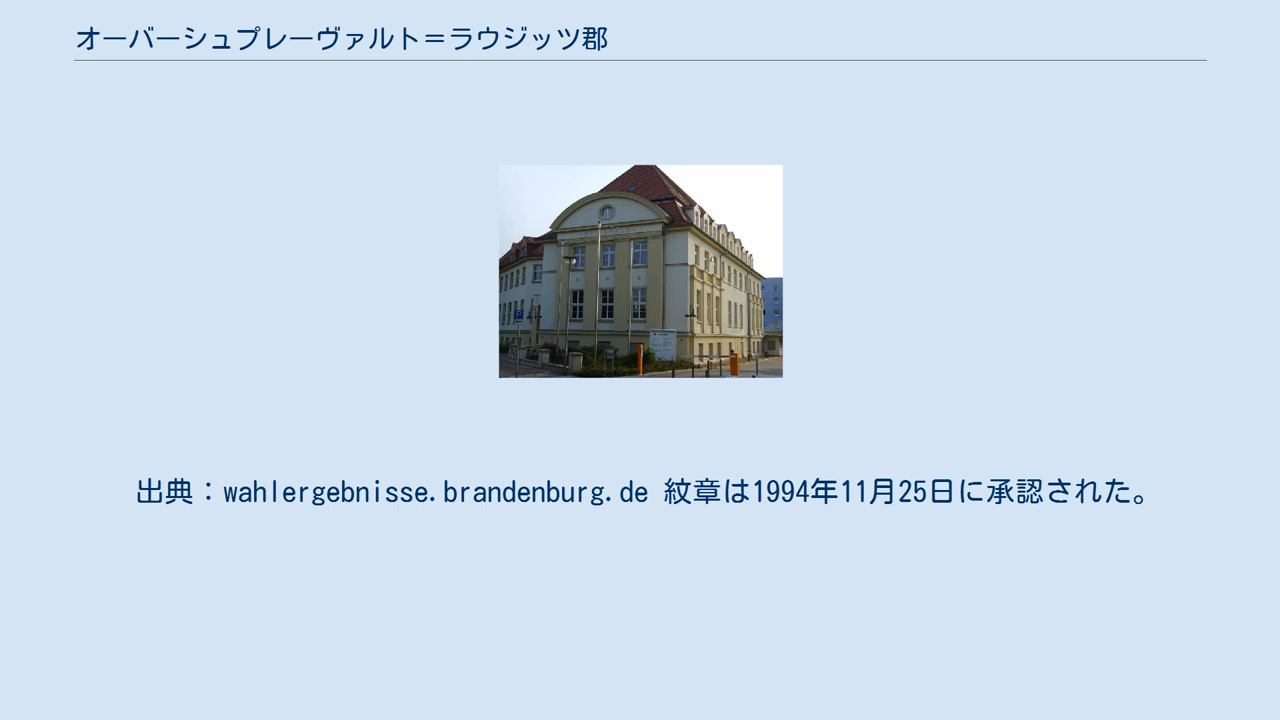 オーバーシュプレーヴァルト＝ラウジッツ郡
出典：wahlergebnisse.brandenburg.de 紋章は1994年11月25日に承認された。